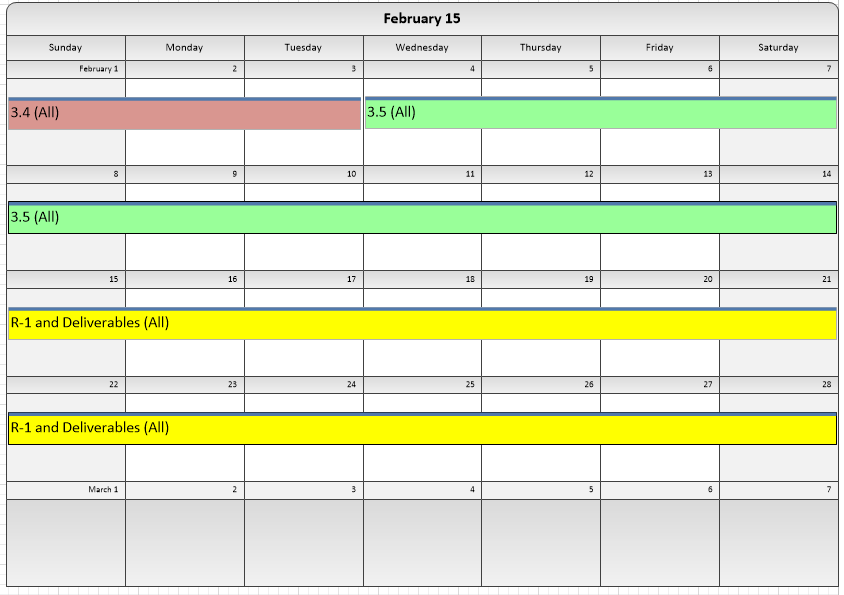 February 15
Sunday Monday Tuesday Wednesday Thursday Friday Saturday
February 1 2 3 4 5 6 7
3.4 (All) 3.5 (All)
8 9 10 11 12 13 14
3.5 (All)
15 16 17 18 19 20 21
R-1 and Deliverables (All)
22 23 24 25 26 27 28
R-1 and Deliverables (All)
March 1 2 3 4 5 6 7